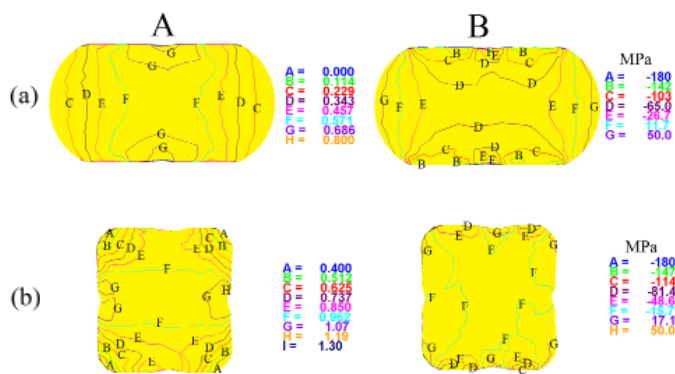 A
B
G
G
C D E F F E D C
G
G
A = 0.000
B = 0.114
C = 0.229
D = 0.343
E = 0.457
F = 0.571
G = 0.686
H = 0.800
(a)
B F E B
C D D C
D D
G F E E F G
D
D
B C E E B C
B B
MPa
A = -180
B = -142
C = -103
D = -65.0
E = -26.7
F = 11.7
G = 50.0
A A
B C D E E D C B
F
G G H
G
F F
E E
B C D D C B
A A
A = 0.400
B = 0.512
C = 0.625
D = 0.737
E = 0.850
F = 0.962
G = 1.07
H = 1.19
I = 1.30
(b)
D E G E D
G F G
F F
F F F
G F F G
D E E G E D C
MPa
A = -180
B = -147
C = -114
D = -81.4
E = -48.6
F = -15.7
G = 17.1
H = 50.0